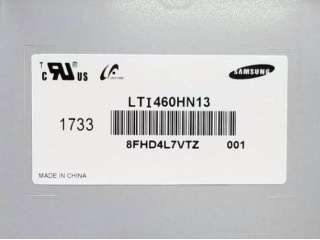 C US
SAMSUNG
LTI460HN13
1733
8FHD4L7VTZ 001
MADE IN CHINA